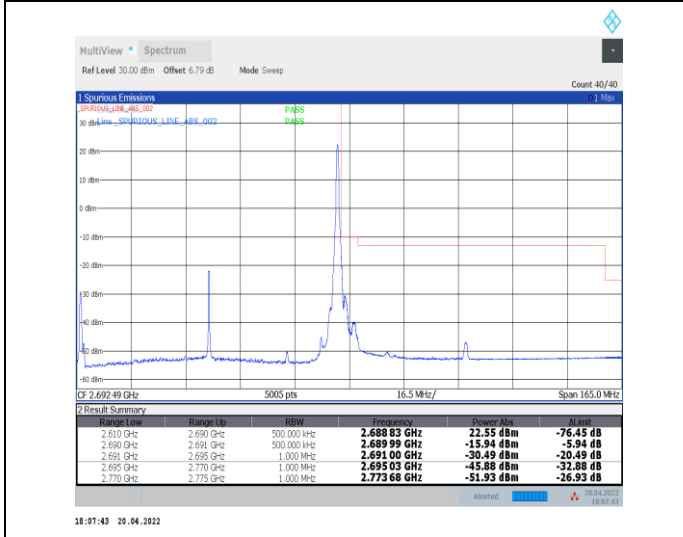 MultiView Spectrum
Ref Level 30.00 dBm Offset 6.79 dB Mode Sweep
Count 40/40
1 Spurious Emissions 1 Max
_SPURIOUS_LINE_ABS_002 PASS
30 dBm Line _SPURIOUS_LINE_ABS_002 PASS
20 dBm
10 dBm
0 dBm
-10 dBm
-20 dBm
-30 dBm
-40 dBm
-50 dBm
-60 dBm
CF 2.692 49 GHz 5005 pts 16.5 MHz/ Span 165.0 MHz
2 Result Summary
Range Low Range Up RBW Frequency Power Abs ΔLimit
2.610 GHz 2.690 GHz 500.000 kHz 2.688 83 GHz 22.55 dBm -76.45 dB
2.690 GHz 2.691 GHz 500.000 kHz 2.689 99 GHz -15.94 dBm -5.94 dB
2.691 GHz 2.695 GHz 1.000 MHz 2.691 00 GHz -30.49 dBm -20.49 dB
2.695 GHz 2.770 GHz 1.000 MHz 2.695 03 GHz -45.88 dBm -32.88 dB
2.770 GHz 2.775 GHz 1.000 MHz 2.773 68 GHz -51.93 dBm -26.93 dB
Aborted 20.04.2022
18:07:43
18:07:43 20.04.2022